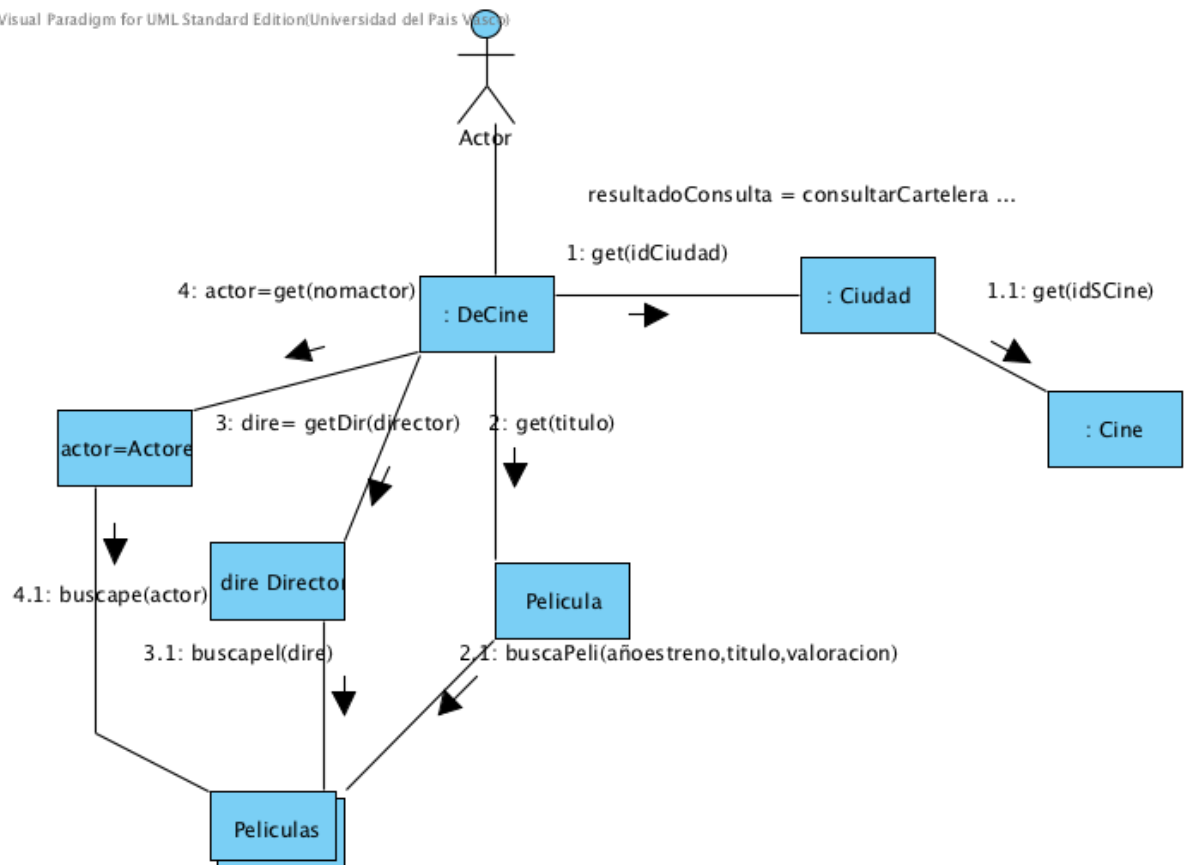 Visual Paradigm for UML Standard Edition(Universidad del Pais Vasco)
Actor
resultadoConsulta = consultarCartelera ...
1: get(idCiudad)
4: actor=get(nomactor)
: DeCine
: Ciudad
1.1: get(idSCine)
3: dire= getDir(director)
2: get(titulo)
actor=Actore
: Cine
dire Director
4.1: buscape(actor)
Pelicula
3.1: buscapel(dire)
2.1: buscaPeli(añoestreno,titulo,valoracion)
Peliculas